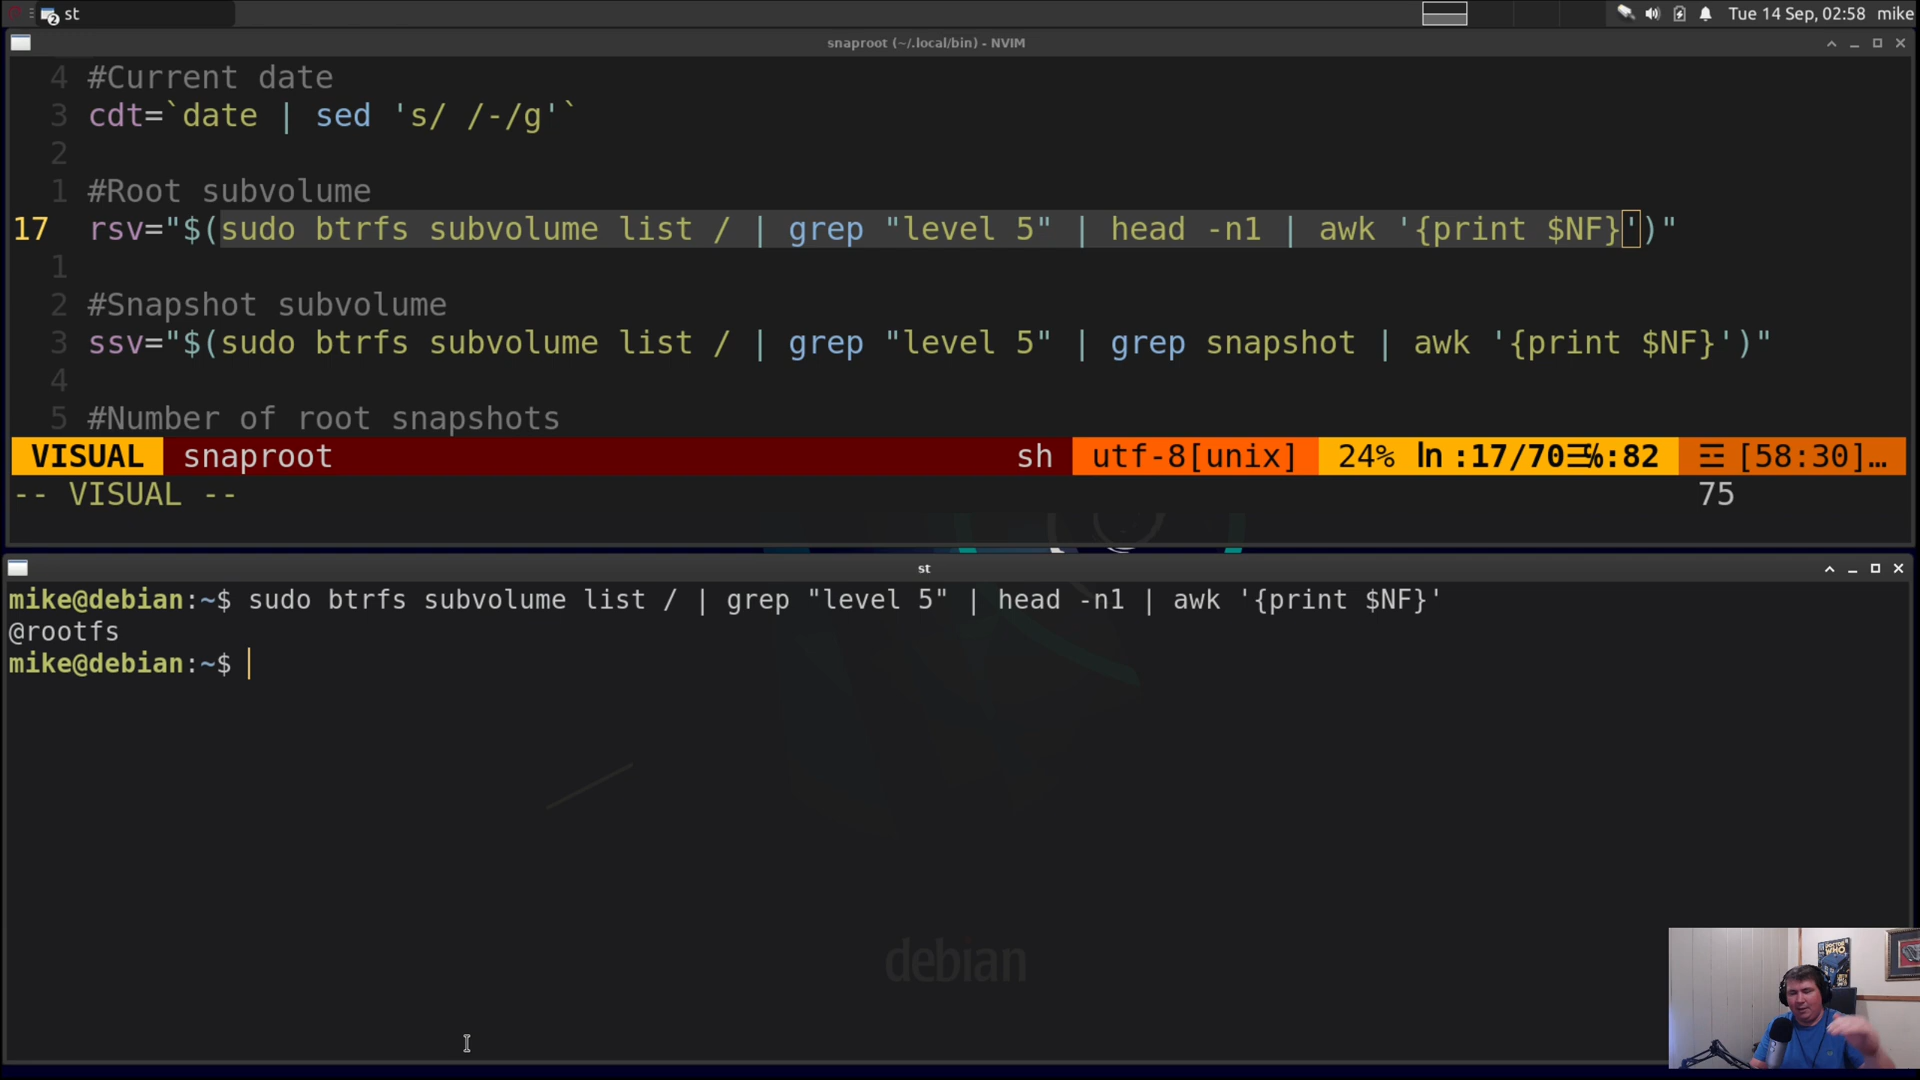 st
2
Tue 14 Sep, 02:58 mike
snaproot (~/.local/bin) - NVIM
4 #Current date
3 cdt=`date | sed 's/ /-/g'`
2
1 #Root subvolume
17 rsv="$(sudo btrfs subvolume list / | grep "level 5" | head -n1 | awk '{print $NF}')"
1
2 #Snapshot subvolume
3 ssv="$(sudo btrfs subvolume list / | grep "level 5" | grep snapshot | awk '{print $NF}')"
4
5 #Number of root snapshots
VISUAL snaproot sh utf-8[unix] 24% ln :17/70☰%:82 ☲ [58:30]…
-- VISUAL -- 75
st
mike@debian:~$ sudo btrfs subvolume list / | grep "level 5" | head -n1 | awk '{print $NF}'
@rootfs
mike@debian:~$
debian
DOCTOR
WHO